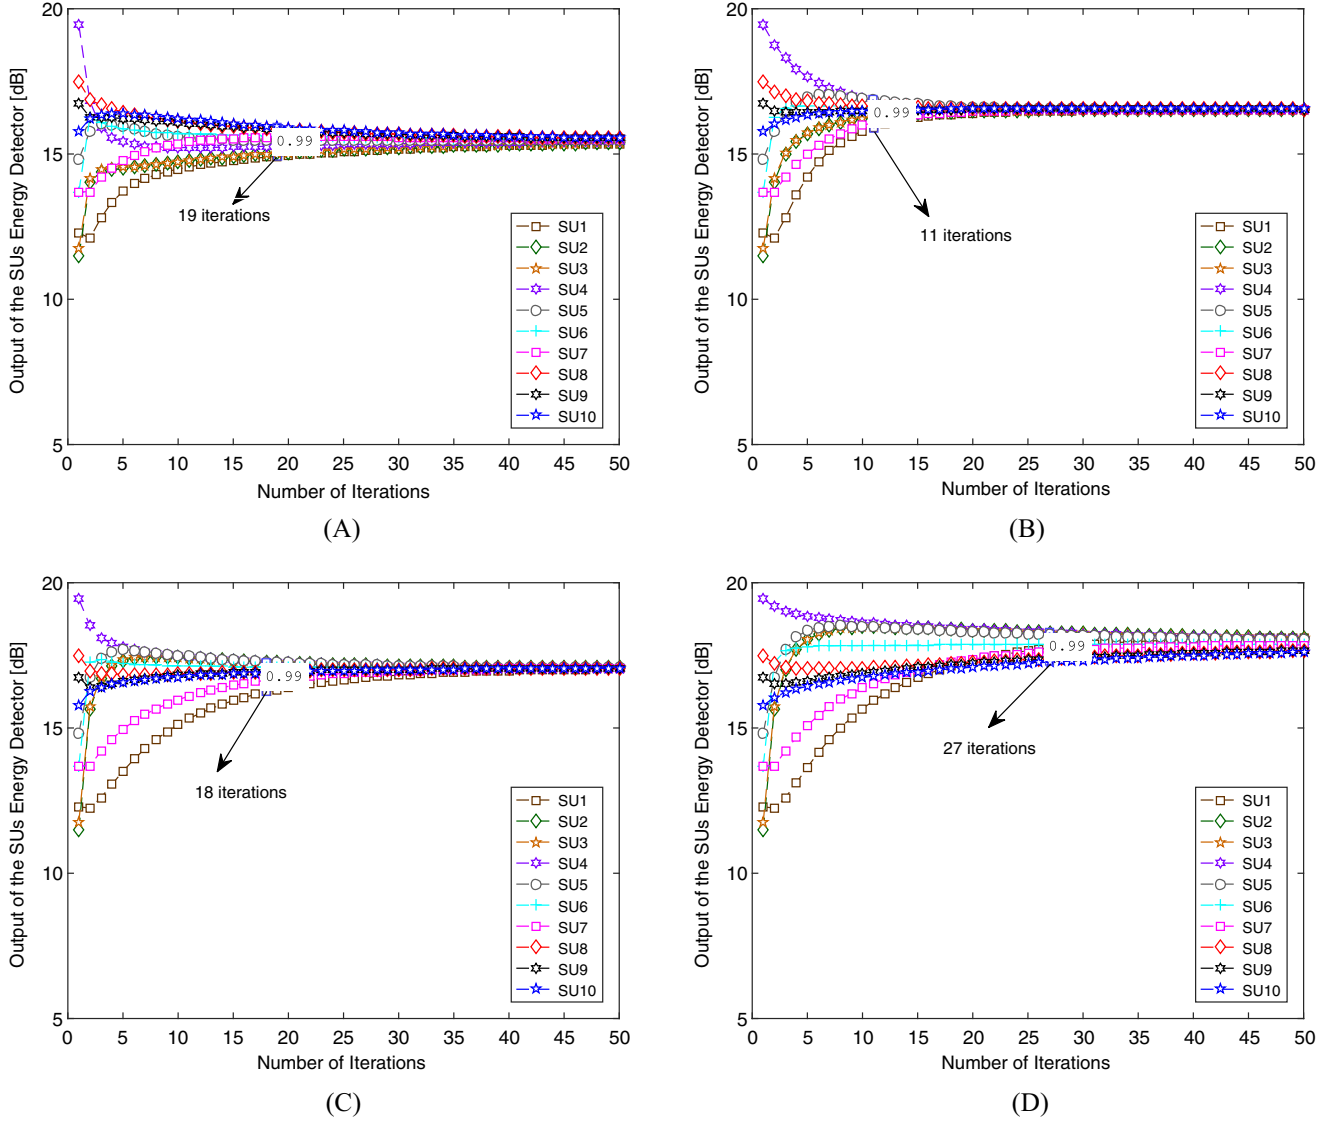 Output of the SUs Energy Detector [dB]
20
15
10
5
0.99
19 iterations
SU1
SU2
SU3
SU4
SU5
SU6
SU7
SU8
SU9
SU10
0 5 10 15 20 25 30 35 40 45 50
Number of Iterations
(A)
Output of the SUs Energy Detector [dB]
20
15
10
5
0.99
11 iterations
SU1
SU2
SU3
SU4
SU5
SU6
SU7
SU8
SU9
SU10
0 5 10 15 20 25 30 35 40 45 50
Number of Iterations
(B)
Output of the SUs Energy Detector [dB]
20
15
10
5
0.99
18 iterations
SU1
SU2
SU3
SU4
SU5
SU6
SU7
SU8
SU9
SU10
0 5 10 15 20 25 30 35 40 45 50
Number of Iterations
(C)
Output of the SUs Energy Detector [dB]
20
15
10
5
0.99
27 iterations
SU1
SU2
SU3
SU4
SU5
SU6
SU7
SU8
SU9
SU10
0 5 10 15 20 25 30 35 40 45 50
Number of Iterations
(D)